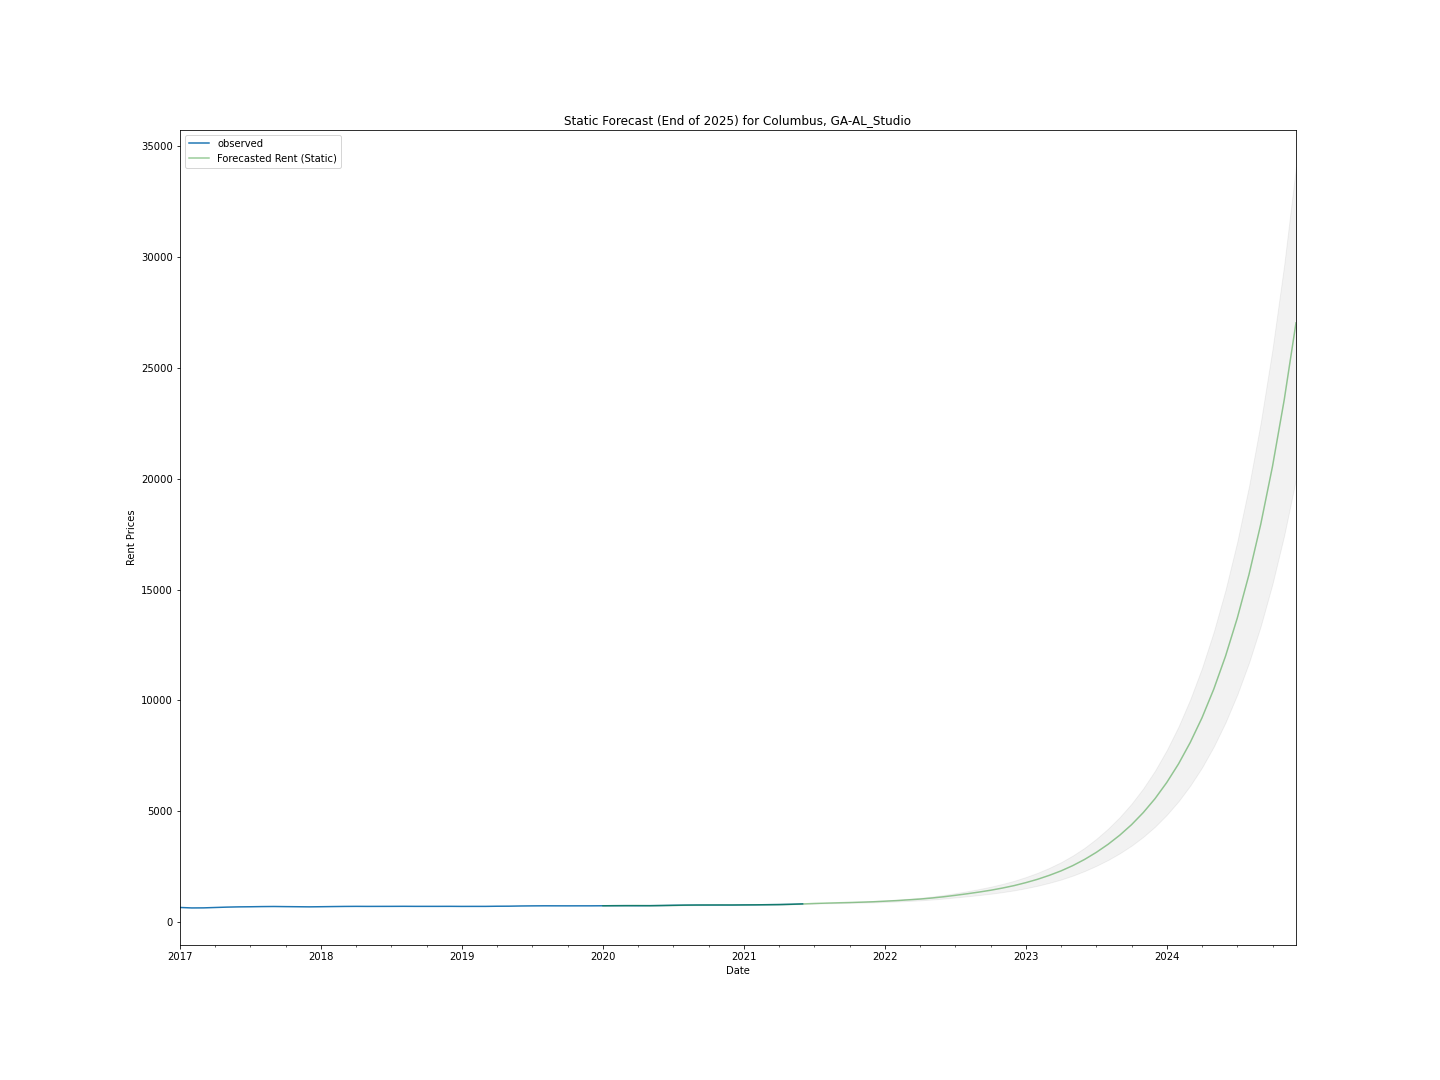 Static Forecast (End of 2025) for Columbus, GA-AL_Studio
observed
Forecasted Rent (Static)
35000
30000
25000
20000
15000
10000
5000
0
Rent Prices
2017 2018 2019 2020 2021 2022 2023 2024
Date